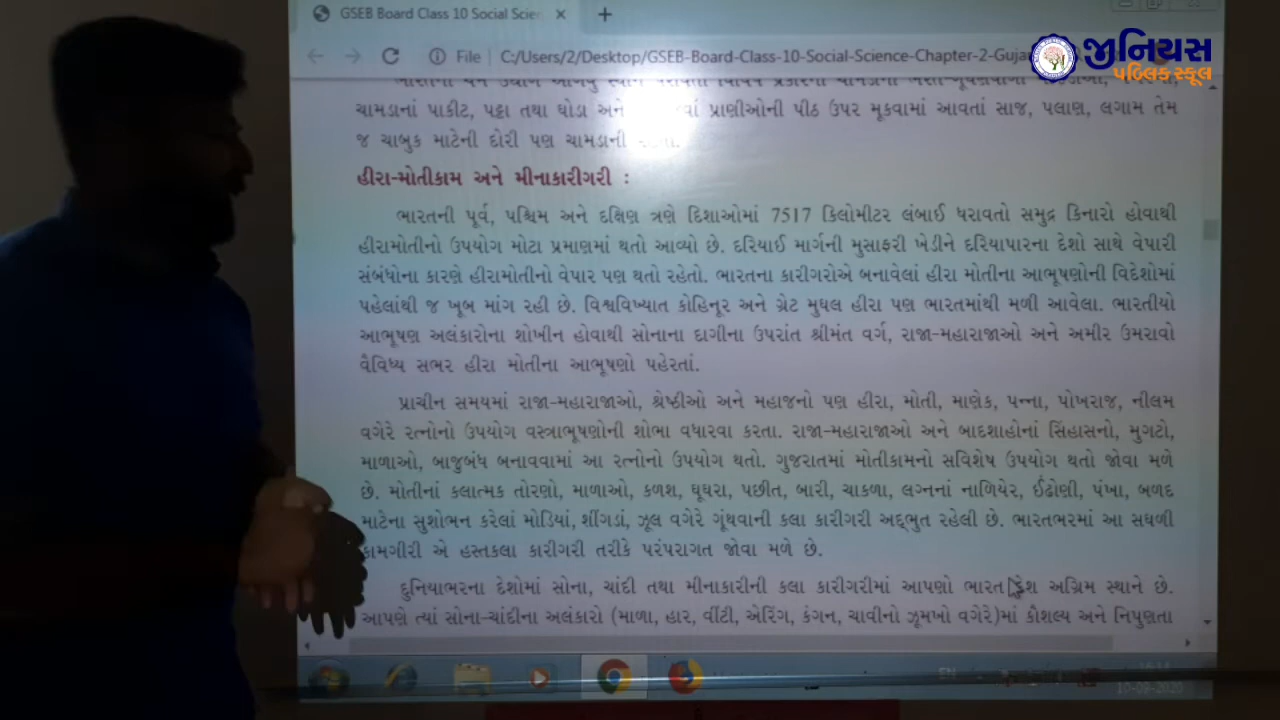 GSEB Board Class 10 Social Scien
જીનિયસ
પબ્લિક સ્કૂલ
File | C:/Users/2/Desktop/GSEB-Board-Class-10-Social-Science-Chapter-2-Gujar
ચામડાનાં પાકીટ, પટ્ટા તથા ઘોડા અને પ્રાણીઓની પીઠ ઉપર મૂકવામાં આવતાં સાજ, પલાણ, લગામ તેમ
જ ચાબુક માટેની દોરી પણ ચામડાની
હીરા-મોતીકામ અને મીનાકારીગરી :
ભારતની પૂર્વ, પશ્ચિમ અને દક્ષિણ ત્રણે દિશાઓમાં 7517 કિલોમીટર લંબાઈ ધરાવતો સમુદ્ર કિનારો હોવાથી
હીરામોતીનો ઉપયોગ મોટા પ્રમાણમાં થતો આવ્યો છે. દરિયાઈ માર્ગની મુસાફરી ખેડીને દરિયાપારના દેશો સાથે વેપારી
સંબંધોના કારણે હીરામોતીનો વેપાર પણ થતો રહેતો. ભારતના કારીગરોએ બનાવેલાં હીરા મોતીના આભૂષણોની વિદેશોમાં
પહેલાંથી જ ખૂબ માંગ રહી છે. વિશ્વવિખ્યાત કોહિનૂર અને ગ્રેટ મુઘલ હીરા પણ ભારતમાંથી મળી આવેલા. ભારતીયો
આભૂષણ અલંકારોના શોખીન હોવાથી સોનાના દાગીના ઉપરાંત શ્રીમંત વર્ગ, રાજા-મહારાજાઓ અને અમીર ઉમરાવો
વૈવિધ્ય સભર હીરા મોતીના આભૂષણો પહેરતાં.
પ્રાચીન સમયમાં રાજા-મહારાજાઓ, શ્રેષ્ઠીઓ અને મહાજનો પણ હીરા, મોતી, માણેક, પન્ના, પોખરાજ, નીલમ
વગેરે રત્નોનો ઉપયોગ વસ્ત્રાભૂષણોની શોભા વધારવા કરતા. રાજા-મહારાજાઓ અને બાદશાહોનાં સિંહાસનો, મુગટો,
માળાઓ, બાજુબંધ બનાવવામાં આ રત્નોનો ઉપયોગ થતો. ગુજરાતમાં મોતીકામનો સવિશેષ ઉપયોગ થતો જોવા મળે
છે. મોતીનાં કલાત્મક તોરણો, માળાઓ, કળશ, ઘૂઘરા, પછીત, બારી, ચાકળા, લગ્નનાં નાળિયેર, ઈંઢોણી, પંખા, બળદ
માટેના સુશોભન કરેલાં મોડિયાં, શીંગડાં, ઝૂલ વગેરે ગૂંથવાની કલા કારીગરી અદ્ભુત રહેલી છે. ભારતભરમાં આ સઘળી
કામગીરી એ હસ્તકલા કારીગરી તરીકે પરંપરાગત જોવા મળે છે.
દુનિયાભરના દેશોમાં સોના, ચાંદી તથા મીનાકારીની કલા કારીગરીમાં આપણો ભારત દેશ અગ્રિમ સ્થાને છે.
આપણે ત્યાં સોના-ચાંદીના અલંકારો (માળા, હાર, વીંટી, એરિંગ, કંગન, ચાવીનો ઝૂમખો વગેરે)માં કૌશલ્ય અને નિપુણતા